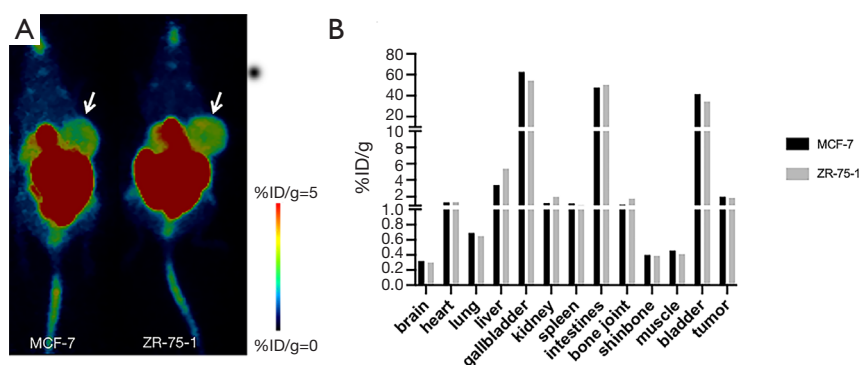 A
MCF-7
ZR-75-1
%ID/g=5
%ID/g=0
B
%ID/g
80
60
40
20
10
8
6
4
2
1.0
0.8
0.6
0.4
0.2
0.0
brain
heart
lung
liver
gallbladder
kidney
spleen
intestines
bone joint
shinbone
muscle
bladder
tumor
MCF-7
ZR-75-1